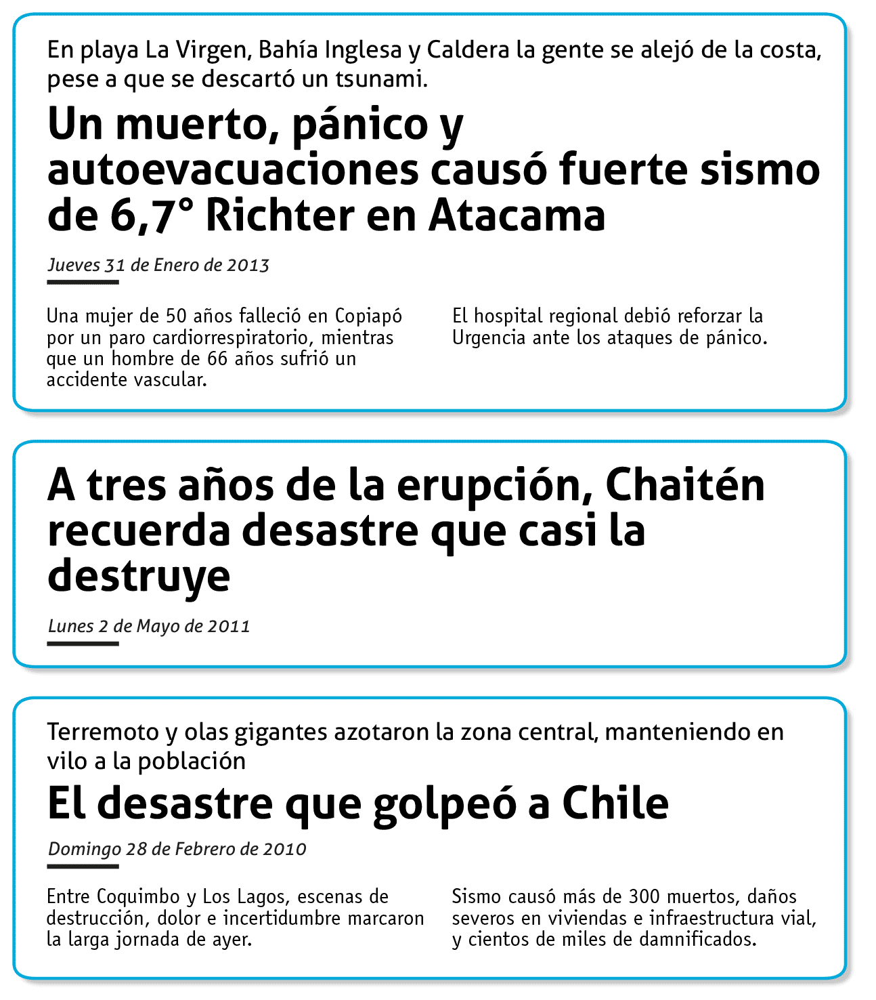 En playa La Virgen, Bahía Inglesa y Caldera la gente se alejó de la costa,
pese a que se descartó un tsunami.
Un muerto, pánico y
autoevacuaciones causó fuerte sismo
de 6,7° Richter en Atacama
Jueves 31 de Enero de 2013
Una mujer de 50 años falleció en Copiapó
por un paro cardiorrespiratorio, mientras
que un hombre de 66 años sufrió un
accidente vascular.
El hospital regional debió reforzar la
Urgencia ante los ataques de pánico.
A tres años de la erupción, Chaitén
recuerda desastre que casi la
destruye
Lunes 2 de Mayo de 2011
Terremoto y olas gigantes azotaron la zona central, manteniendo en
vilo a la población
El desastre que golpeó a Chile
Domingo 28 de Febrero de 2010
Entre Coquimbo y Los Lagos, escenas de
destrucción, dolor e incertidumbre marcaron
la larga jornada de ayer.
Sismo causó más de 300 muertos, daños
severos en viviendas e infraestructura vial,
y cientos de miles de damnificados.